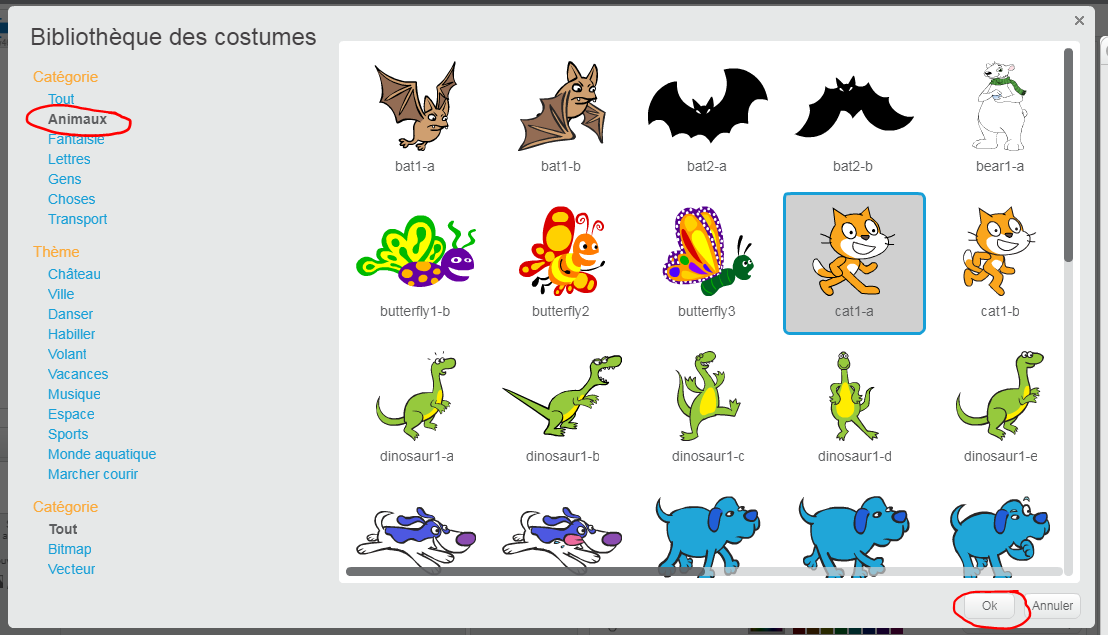 Bibliothèque des costumes
Catégorie
Tout
Animaux
Fantaisie
Lettres
Gens
Choses
Transport
Thème
Château
Ville
Danser
Habiller
Volant
Vacances
Musique
Espace
Sports
Monde aquatique
Marcher courir
Catégorie
Tout
Bitmap
Vecteur
bat1-a bat1-b bat2-a bat2-b bear1-a
butterfly1-b butterfly2 butterfly3 cat1-a cat1-b
dinosaur1-a dinosaur1-b dinosaur1-c dinosaur1-d dinosaur1-e
Ok Annuler